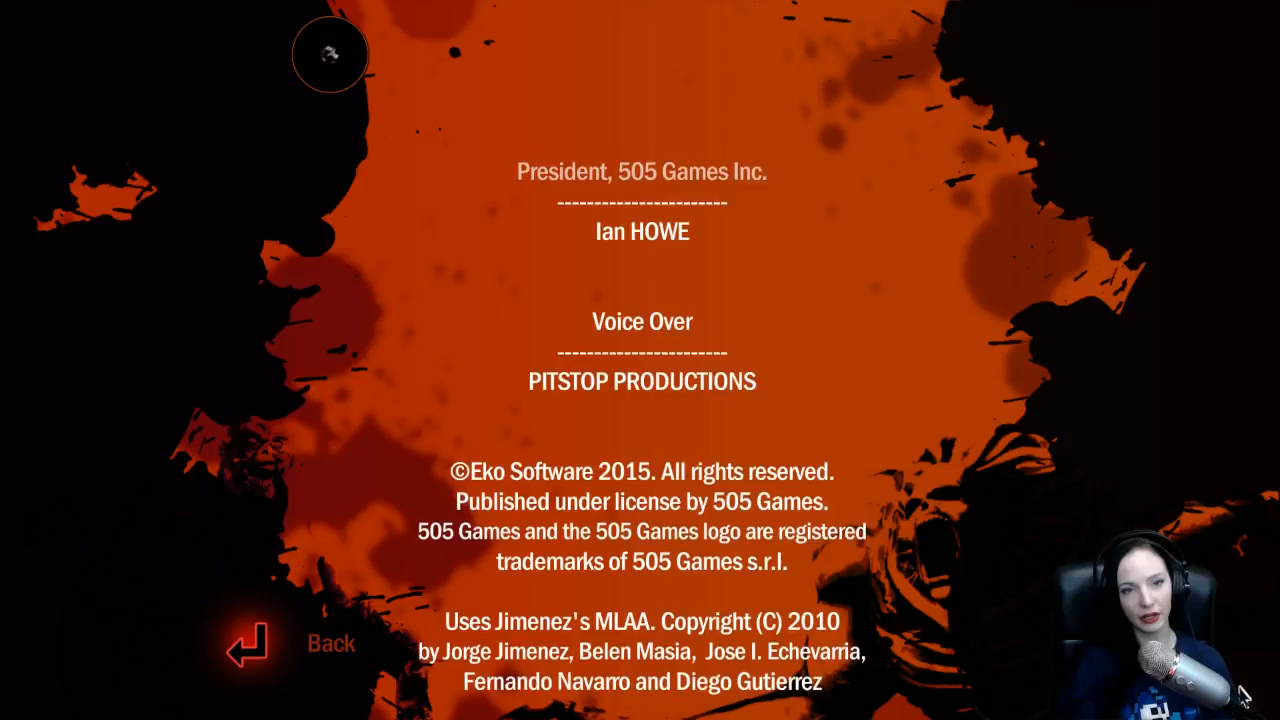 President, 505 Games Inc.
-----------------------
Ian HOWE
Voice Over
-----------------------
PITSTOP PRODUCTIONS
©Eko Software 2015. All rights reserved.
Published under license by 505 Games.
505 Games and the 505 Games logo are registered
trademarks of 505 Games s.r.l.
Uses Jimenez's MLAA. Copyright (C) 2010
by Jorge Jimenez, Belen Masia, Jose I. Echevarria,
Fernando Navarro and Diego Gutierrez
Back